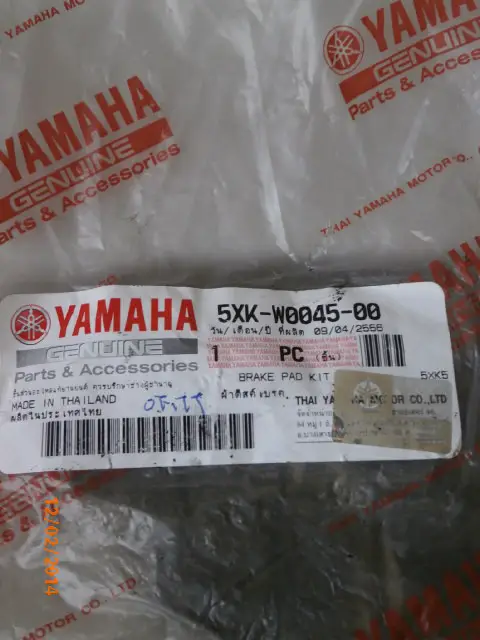 YAMAHA
GENUINE
Parts & Accessories
YAMAHA
GENUINE
Parts & Accessories
MOTOR CO., LTD
THAI YAMAHA MOTOR
YAMAHA
GENUINE
Parts & Accessories
MADE IN THAILAND
ผลิตในประเทศไทย
5XK-W0045-00
วัน/เดือน/ปี ที่ผลิต 09/04/2556
1 PC (ชิ้น)
BRAKE PAD KIT 5XK5
ผ้าดิสค์เบรค.
THAI YAMAHA MOTOR CO.,LTD
12/02/2014
YAMAHA MOTOR CO., LTD